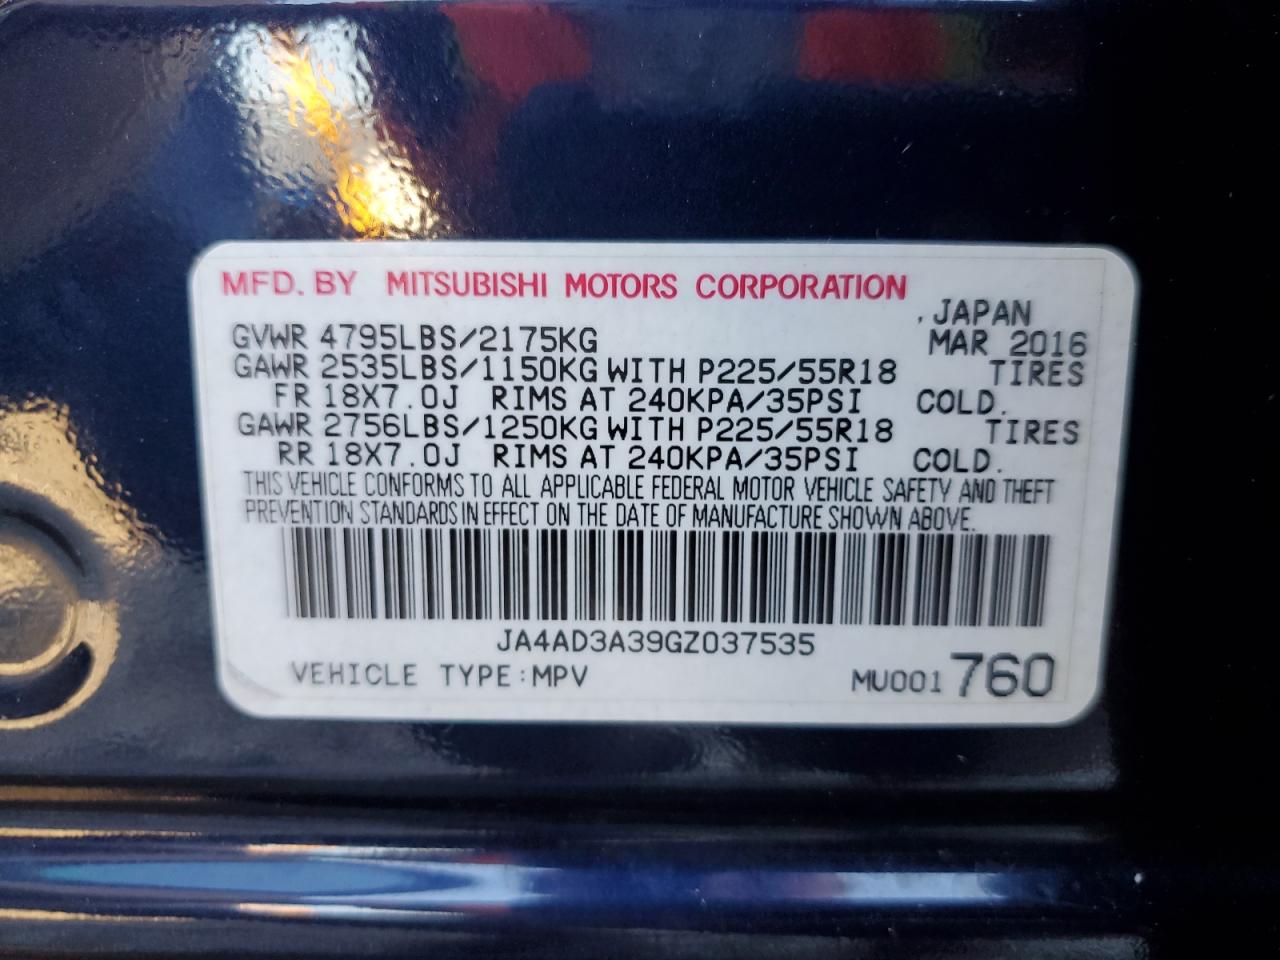 MFD. BY MITSUBISHI MOTORS CORPORATION
, JAPAN
GVWR 4795LBS/2175KG MAR 2016
GAWR 2535LBS/1150KG WITH P225/55R18 TIRES
FR 18X7.0J RIMS AT 240KPA/35PSI COLD.
GAWR 2756LBS/1250KG WITH P225/55R18 TIRES
RR 18X7.0J RIMS AT 240KPA/35PSI COLD.
THIS VEHICLE CONFORMS TO ALL APPLICABLE FEDERAL MOTOR VEHICLE SAFETY AND THEFT
PREVENTION STANDARDS IN EFFECT ON THE DATE OF MANUFACTURE SHOWN ABOVE.
JA4AD3A39GZ037535
VEHICLE TYPE:MPV MU001 760